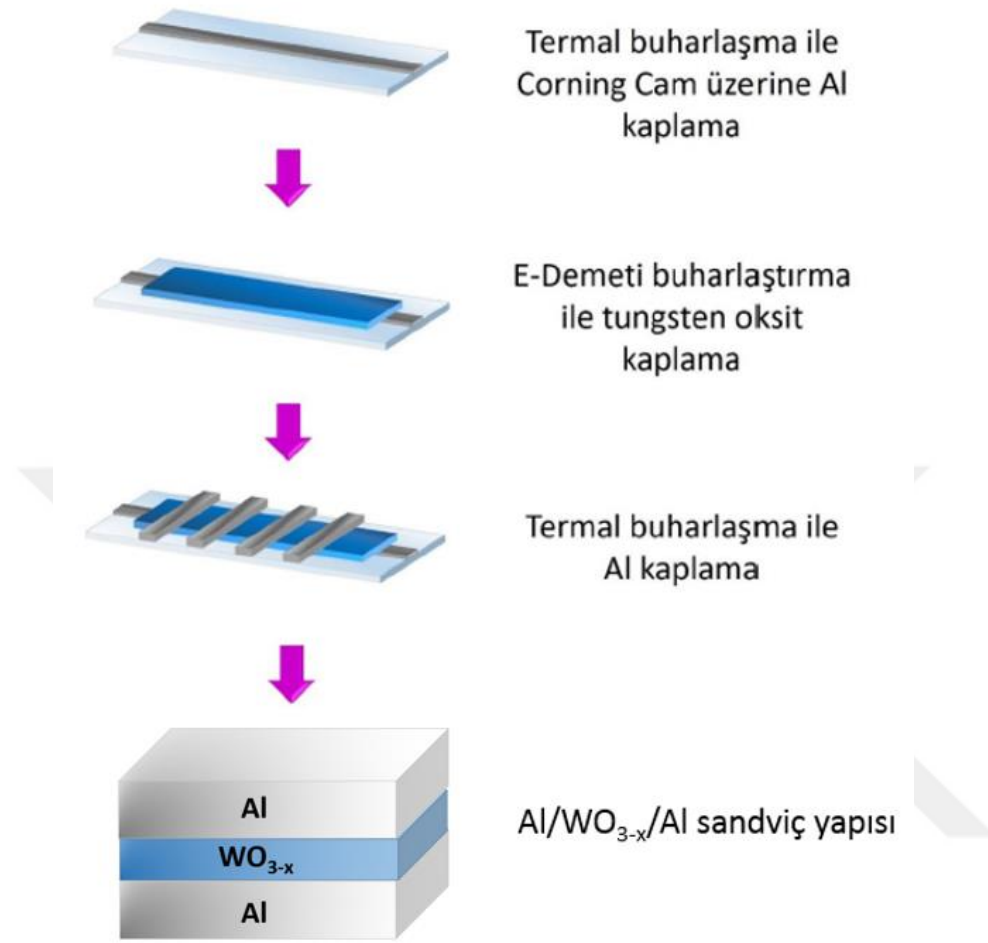 Termal buharlaşma ile
Corning Cam üzerine Al
kaplama
E-Demeti buharlaştırma
ile tungsten oksit
kaplama
Termal buharlaşma ile
Al kaplama
Al
WO₃₋ₓ
Al
Al/WO₃₋ₓ/Al sandviç yapısı